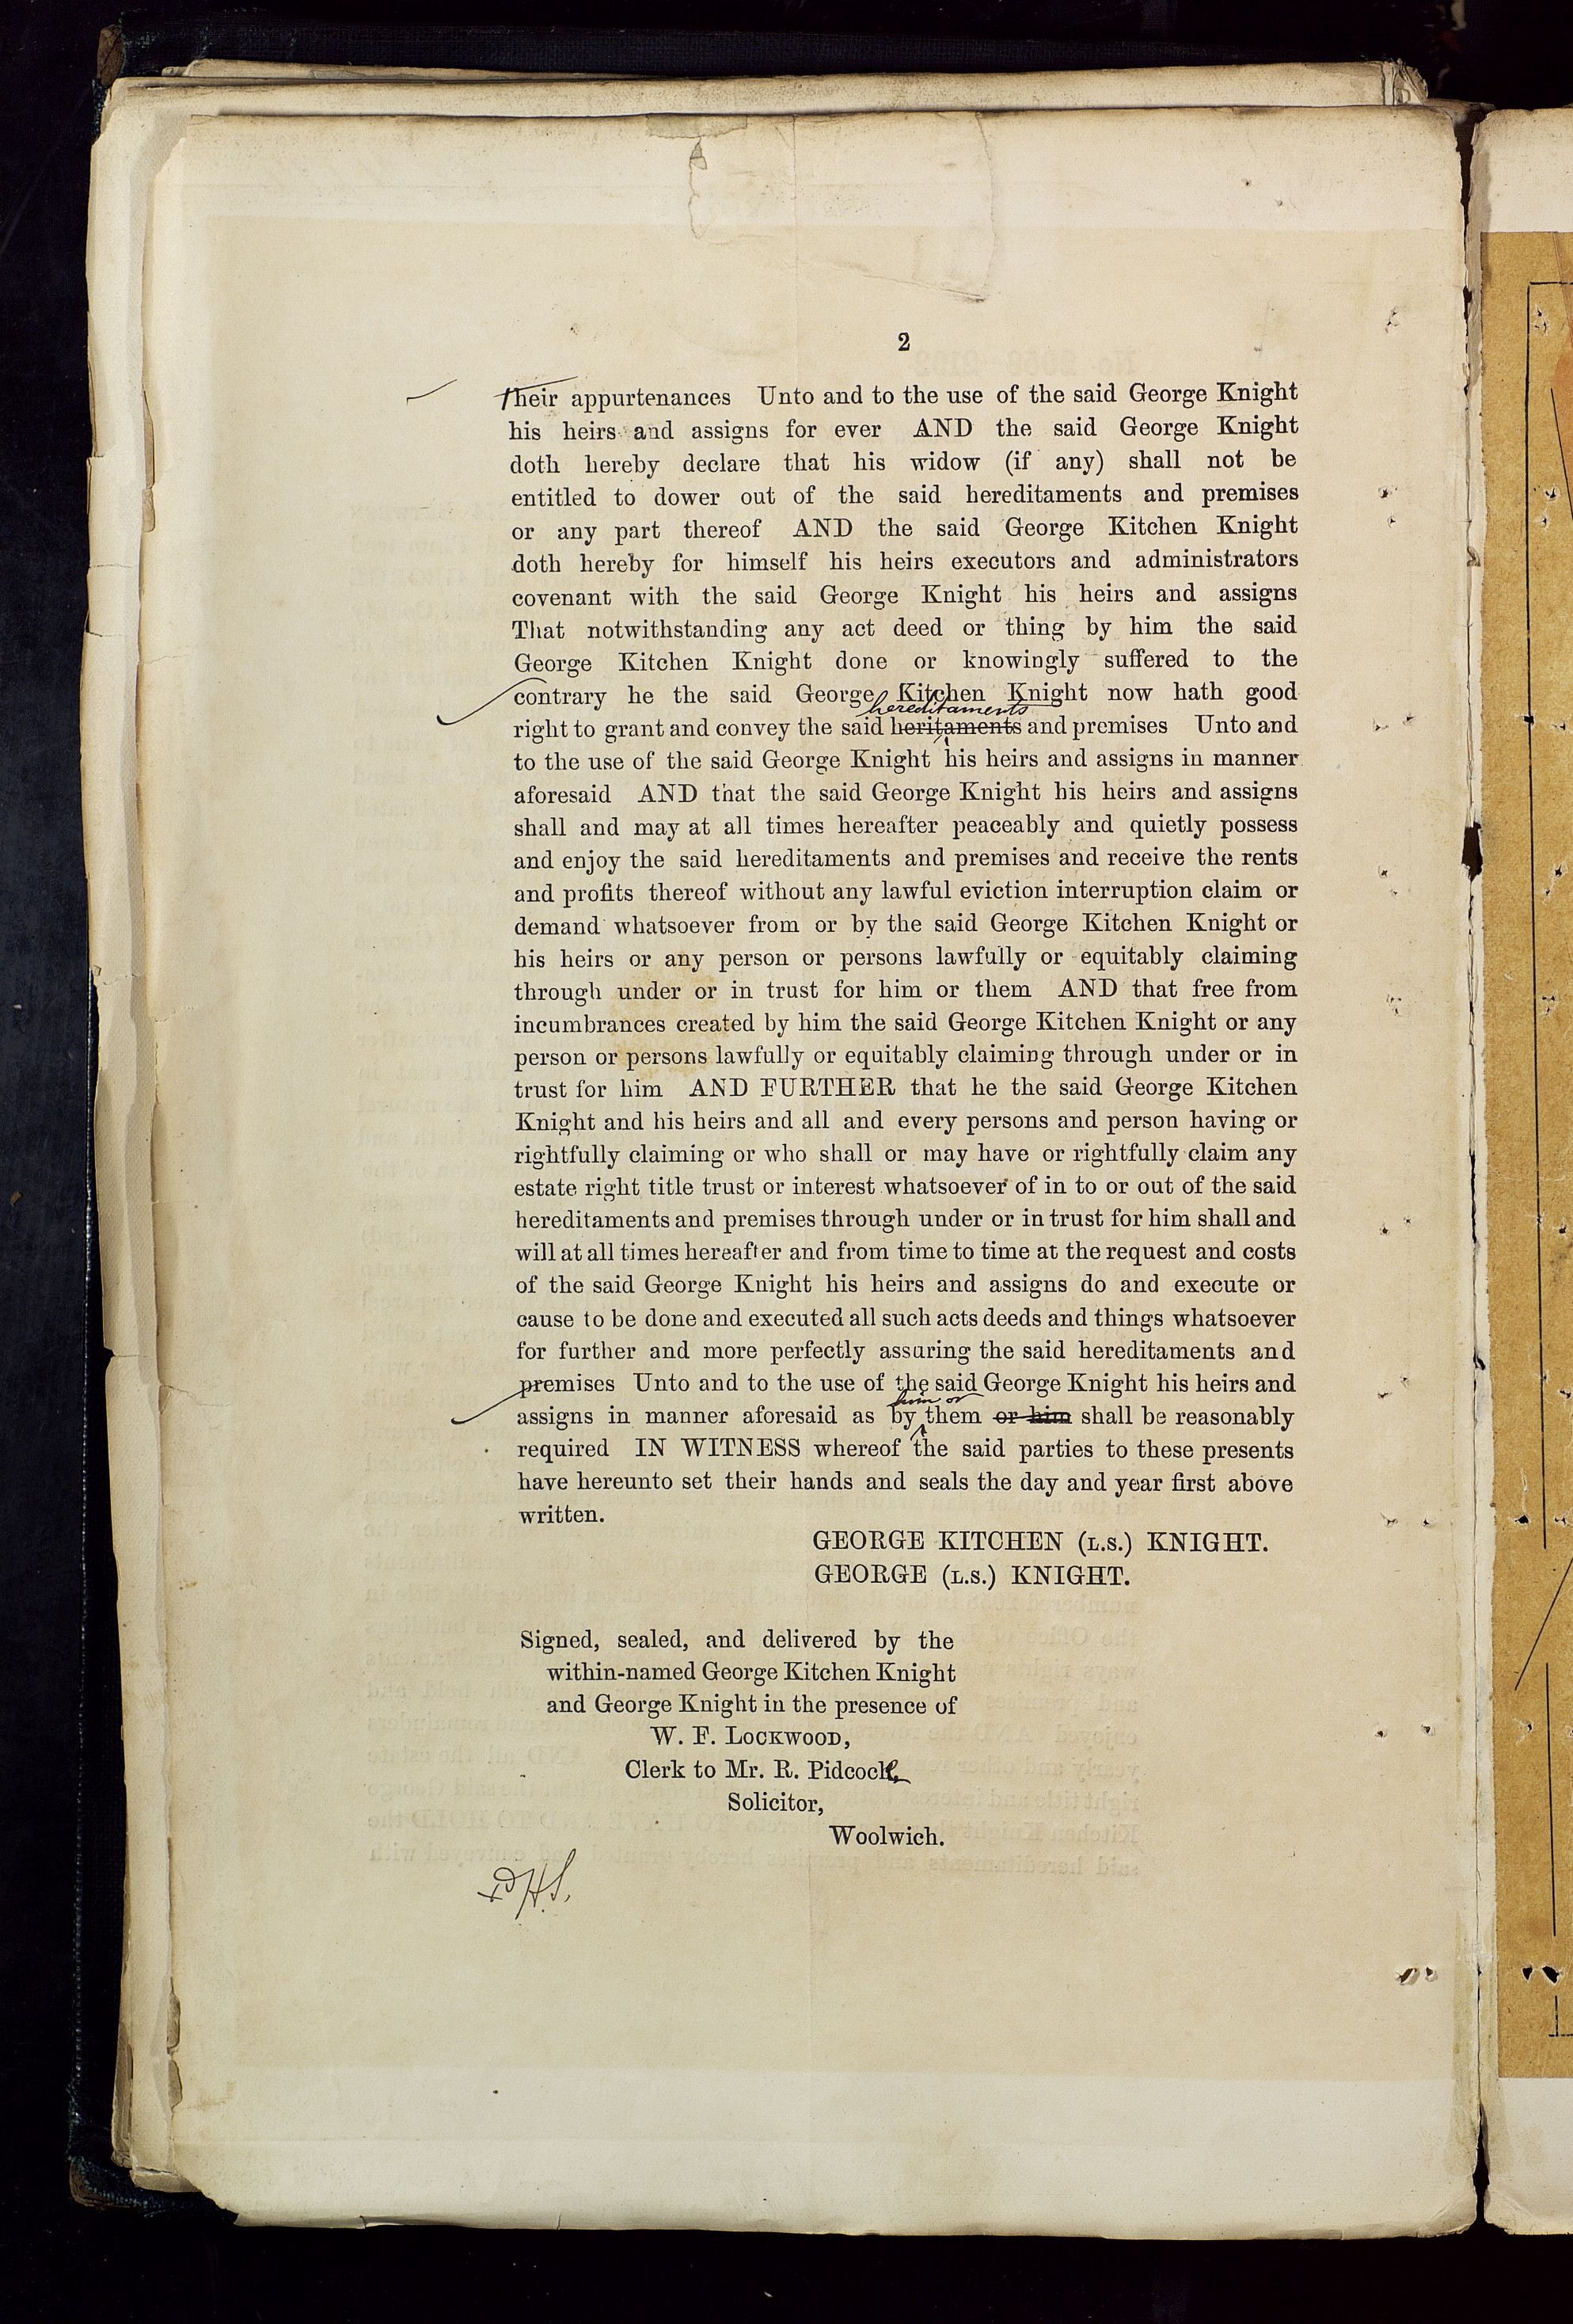 2
their appurtenances Unto and to the use of the said George Knight
his heirs and assigns for ever AND the said George Knight
doth hereby declare that his widow (if any) shall not be
entitled to dower out of the said hereditaments and premises
or any part thereof AND the said George Kitchen Knight
doth hereby for himself his heirs executors and administrators
covenant with the said George Knight his heirs and assigns
That notwithstanding any act deed or thing by him the said
George Kitchen Knight done or knowingly suffered to the
contrary he the said George Kitchen Knight now hath good
hereditaments
right to grant and convey the said heritaments and premises Unto and
to the use of the said George Knight his heirs and assigns in manner
aforesaid AND that the said George Knight his heirs and assigns
shall and may at all times hereafter peaceably and quietly possess
and enjoy the said hereditaments and premises and receive the rents
and profits thereof without any lawful eviction interruption claim or
demand whatsoever from or by the said George Kitchen Knight or
his heirs or any person or persons lawfully or equitably claiming
through under or in trust for him or them AND that free from
incumbrances created by him the said George Kitchen Knight or any
person or persons lawfully or equitably claiming through under or in
trust for him AND FURTHER that he the said George Kitchen
Knight and his heirs and all and every persons and person having or
rightfully claiming or who shall or may have or rightfully claim any
estate right title trust or interest whatsoever of in to or out of the said
hereditaments and premises through under or in trust for him shall and
will at all times hereafter and from time to time at the request and costs
of the said George Knight his heirs and assigns do and execute or
cause to be done and executed all such acts deeds and things whatsoever
for further and more perfectly assuring the said hereditaments and
premises Unto and to the use of the said George Knight his heirs and
him or
assigns in manner aforesaid as by them or him shall be reasonably
required IN WITNESS whereof the said parties to these presents
have hereunto set their hands and seals the day and year first above
written.
GEORGE KITCHEN (L.S.) KNIGHT.
GEORGE (L.S.) KNIGHT.
Signed, sealed, and delivered by the
within-named George Kitchen Knight
and George Knight in the presence of
W. F. LOCKWOOD,
Clerk to Mr. R. Pidcock,
Solicitor,
Woolwich.